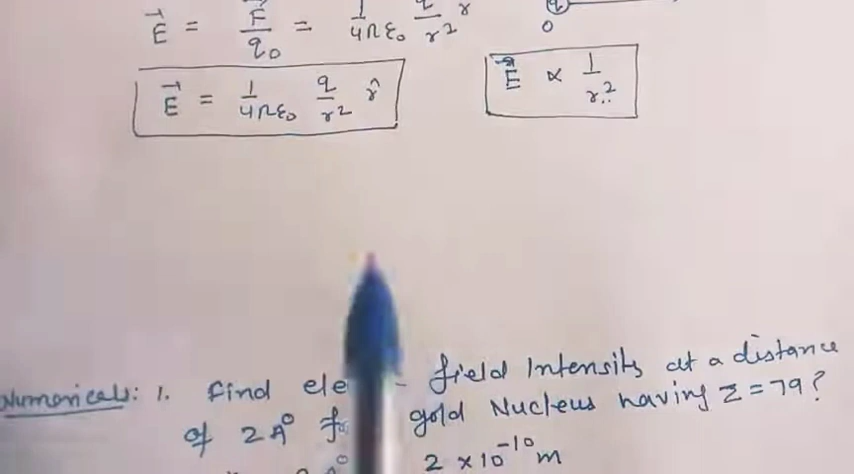 E⃗ = F⃗/q₀ = 1/4πε₀ q/r² r
q
0
E⃗ = 1/4πε₀ q/r² r̂
E⃗ ∝ 1/r²
Numericals: 1. Find ele - field Intensity at a distance
of 2A° gold Nucleus having Z = 79?
2 × 10⁻¹⁰ m